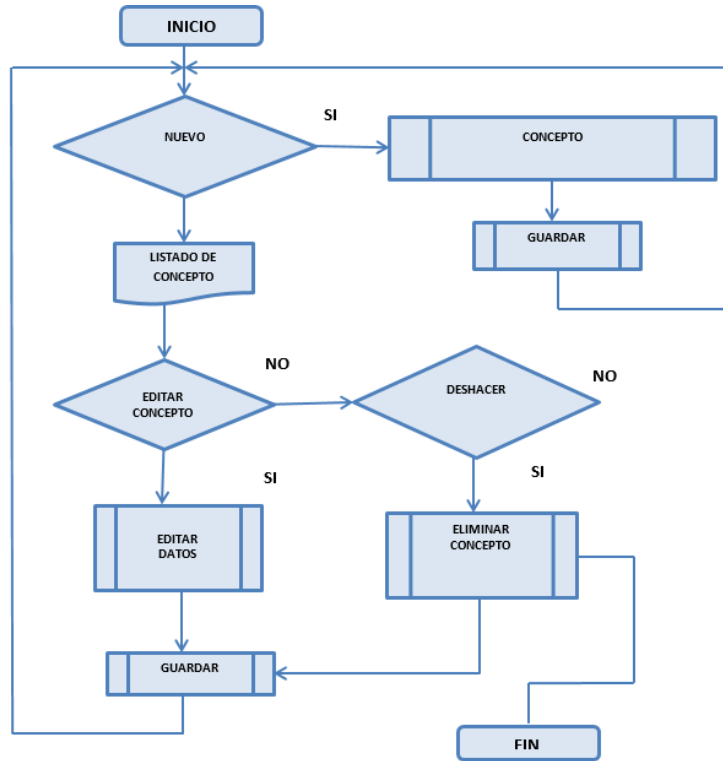 INICIO
NUEVO
SI
CONCEPTO
GUARDAR
LISTADO DE
CONCEPTO
EDITAR
CONCEPTO
NO
DESHACER
NO
SI
SI
EDITAR
DATOS
ELIMINAR
CONCEPTO
GUARDAR
FIN